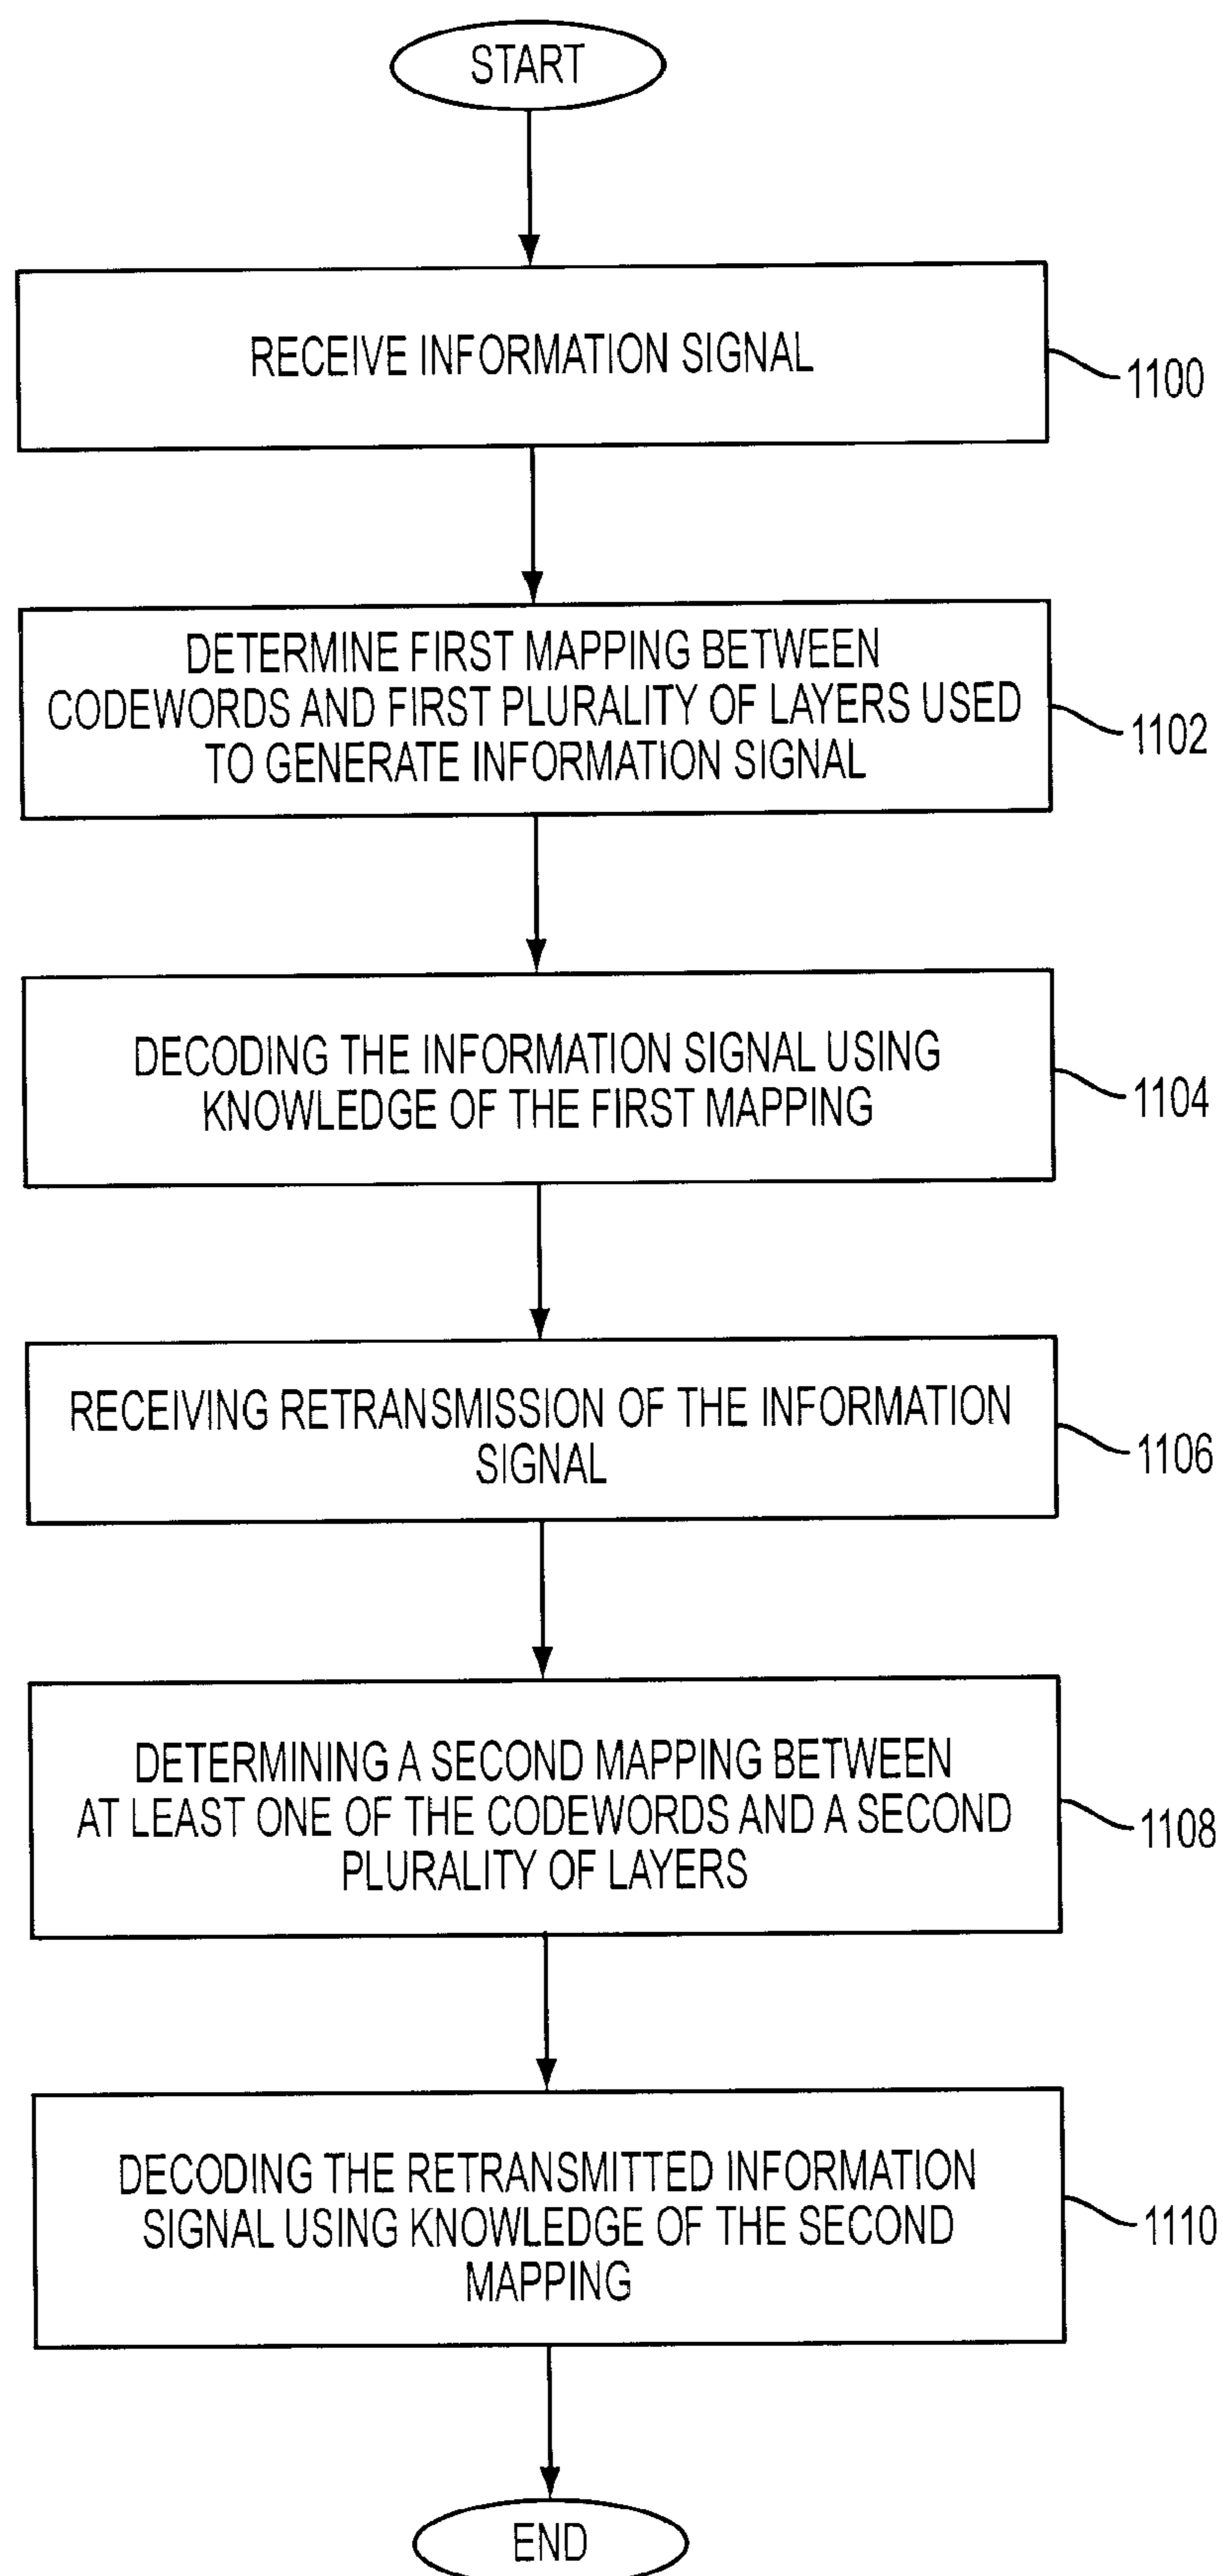 START
RECEIVE INFORMATION SIGNAL
1100
DETERMINE FIRST MAPPING BETWEEN
CODEWORDS AND FIRST PLURALITY OF LAYERS USED
TO GENERATE INFORMATION SIGNAL
1102
DECODING THE INFORMATION SIGNAL USING
KNOWLEDGE OF THE FIRST MAPPING
1104
RECEIVING RETRANSMISSION OF THE INFORMATION
SIGNAL
1106
DETERMINING A SECOND MAPPING BETWEEN
AT LEAST ONE OF THE CODEWORDS AND A SECOND
PLURALITY OF LAYERS
1108
DECODING THE RETRANSMITTED INFORMATION
SIGNAL USING KNOWLEDGE OF THE SECOND
MAPPING
1110
END